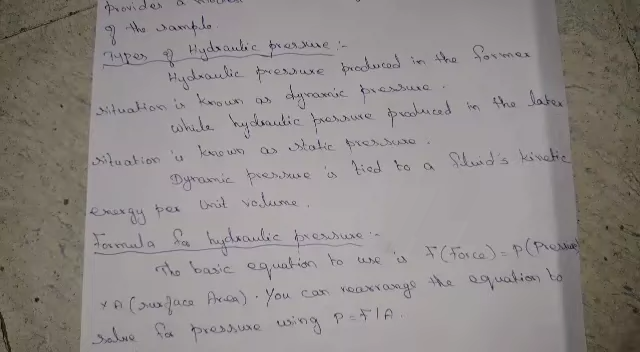 provides a
of the sample.
Types of Hydraulic pressure :-
Hydraulic pressure produced in the former
situation is known as dynamic pressure.
while hydraulic pressure produced in the later
situation is known as static pressure.
Dynamic pressure is tied to a fluid's kinetic
energy per unit volume.
Formula for hydraulic pressure :-
The basic equation to use is F (Force) = P (Pressure)
x A (Surface Area). You can rearrange the equation to
solve for pressure using P = F/A.